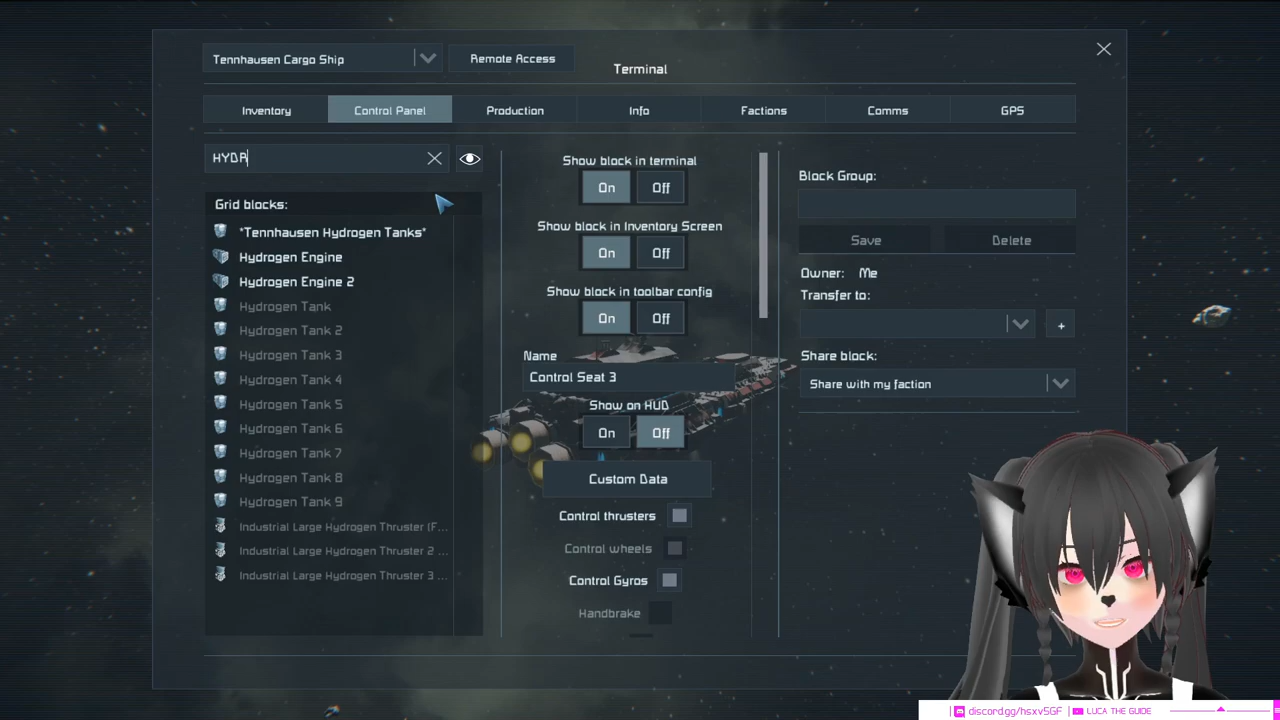 Tennhausen Cargo Ship
Remote Access
Terminal
Inventory
Control Panel
Production
Info
Factions
Comms
GPS
HYDR
Grid blocks:
*Tennhausen Hydrogen Tanks*
Hydrogen Engine
Hydrogen Engine 2
Hydrogen Tank
Hydrogen Tank 2
Hydrogen Tank 3
Hydrogen Tank 4
Hydrogen Tank 5
Hydrogen Tank 6
Hydrogen Tank 7
Hydrogen Tank 8
Hydrogen Tank 9
Industrial Large Hydrogen Thruster (F...
Industrial Large Hydrogen Thruster 2 ...
Industrial Large Hydrogen Thruster 3 ...
Show block in terminal
On Off
Show block in Inventory Screen
On Off
Show block in toolbar config
On Off
Name
Control Seat 3
Show on HUD
On Off
Custom Data
Control thrusters
Control wheels
Control Gyros
Handbrake
Block Group:
Save
Delete
Owner: Me
Transfer to:
+
Share block:
Share with my faction
discord.gg/hsxv5GF
LUCA THE GUIDE